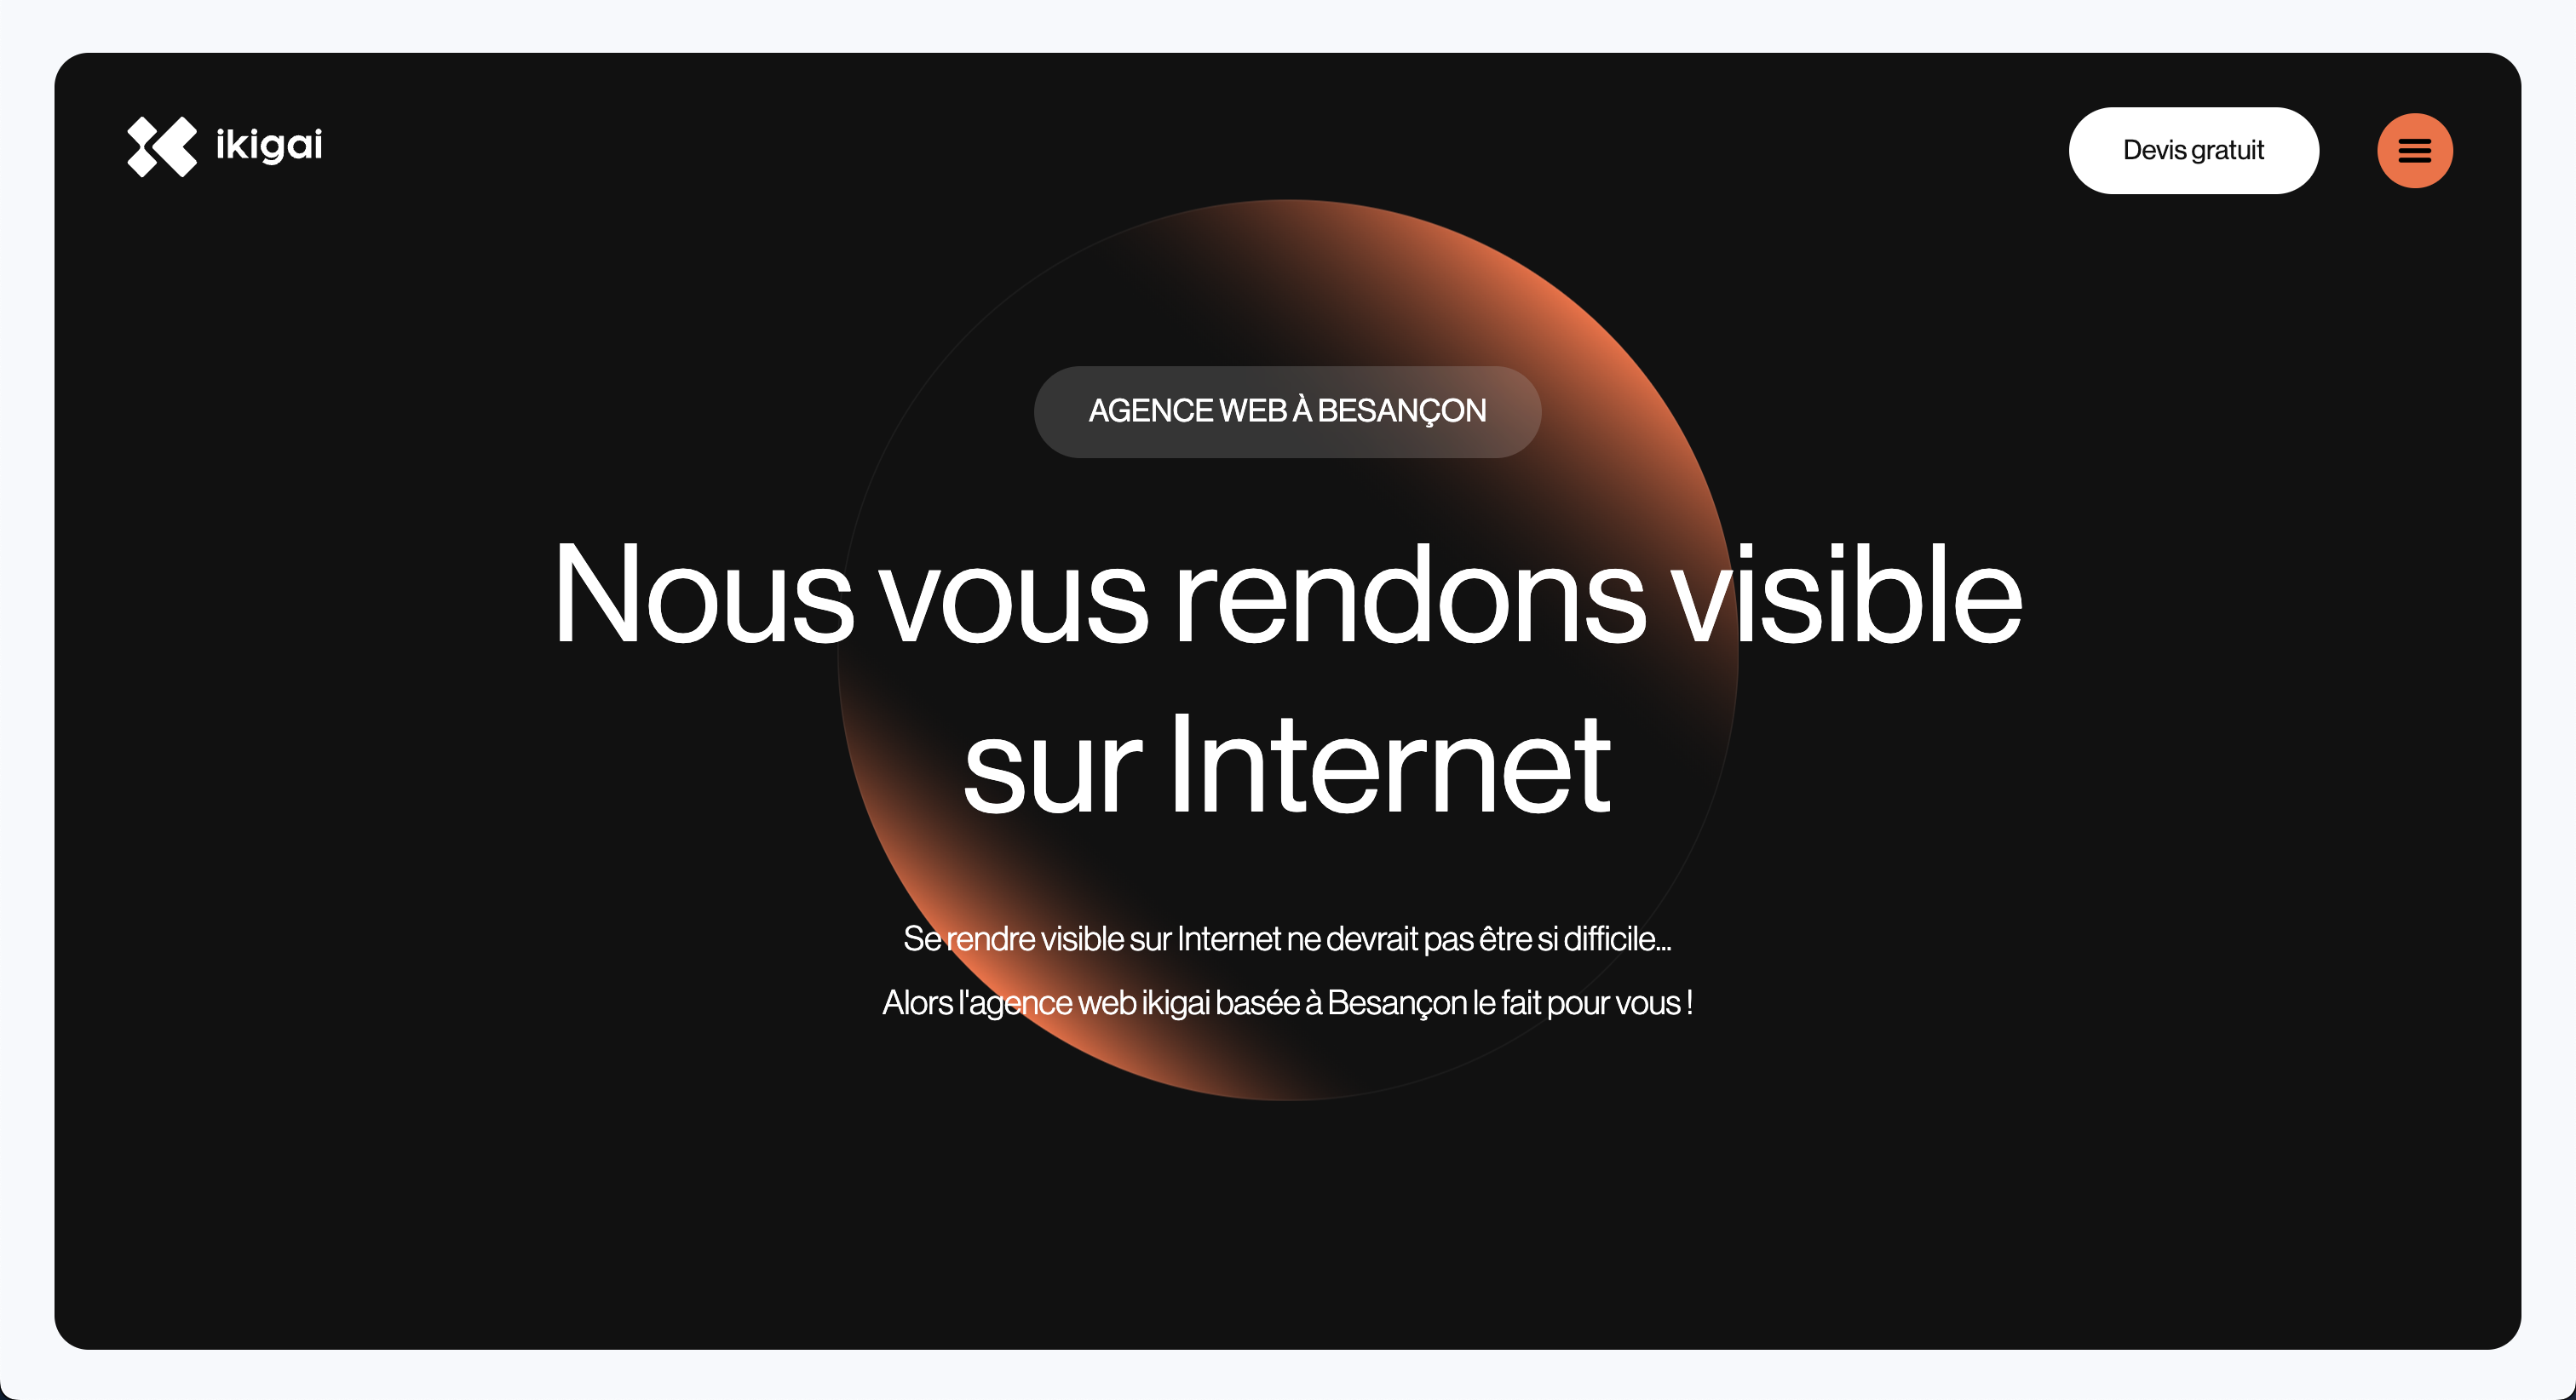 ikigai
Devis gratuit
AGENCE WEB À BESANÇON
Nous vous rendons visible
sur Internet
Se rendre visible sur Internet ne devrait pas être si difficile...
Alors l'agence web ikigai basée à Besançon le fait pour vous !